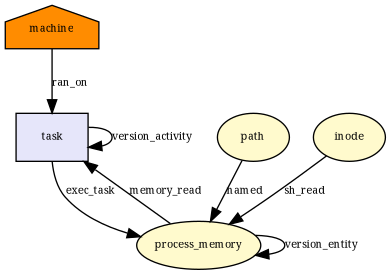 machine
ran_on
task
version_activity
path
inode
exec_task
memory_read
named
sh_read
process_memory
version_entity